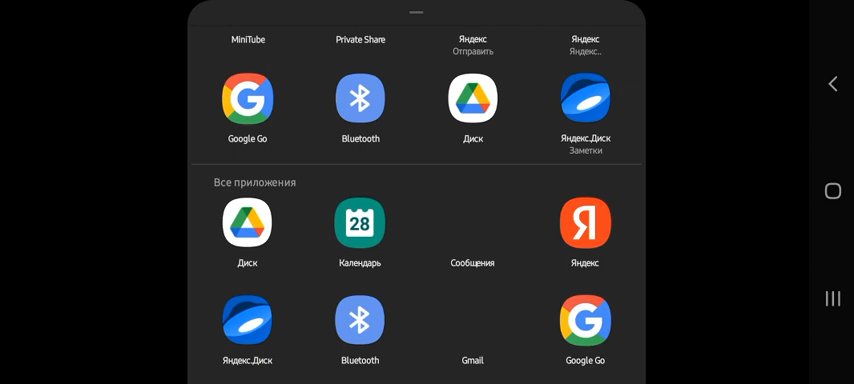 MiniTube
Private Share
Яндекс
Отправить
Яндекс
Яндекс..
Google Go
Bluetooth
Диск
Яндекс.Диск
Заметки
Все приложения
28
Я
Диск
Календарь
Сообщения
Яндекс
Яндекс.Диск
Bluetooth
Gmail
Google Go